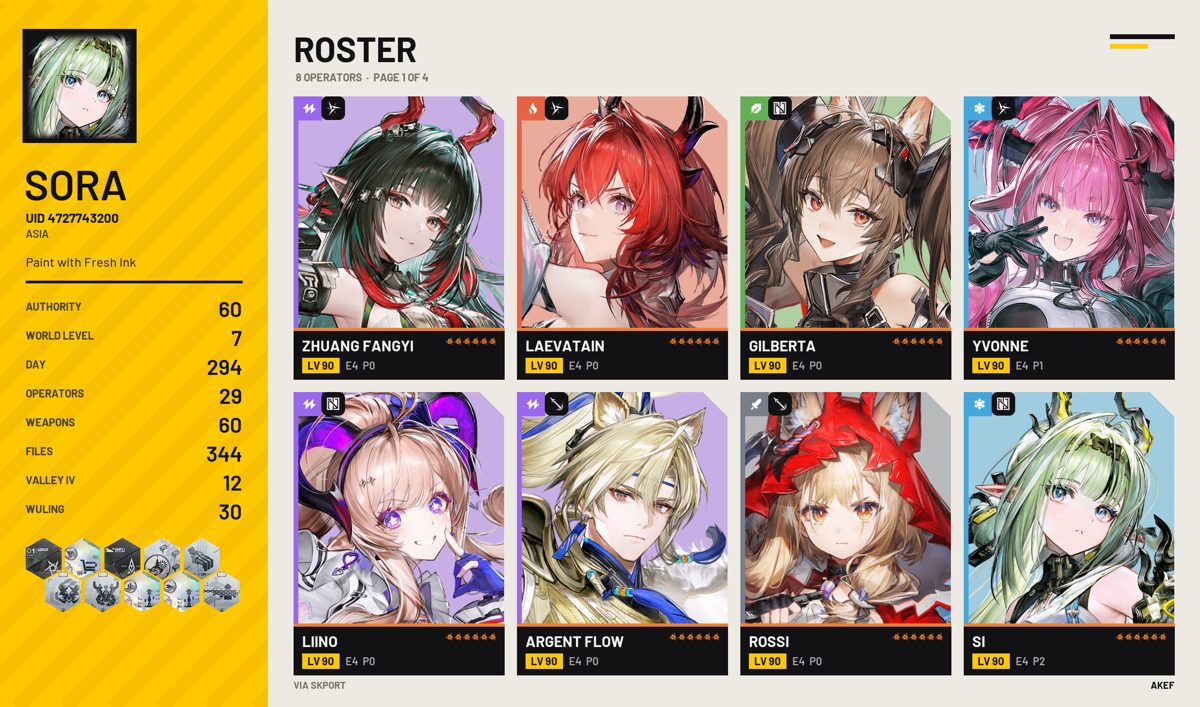 SORA
UID 4727743200
ASIA
Paint with Fresh Ink
AUTHORITY 60
WORLD LEVEL 7
DAY 294
OPERATORS 29
WEAPONS 60
FILES 344
VALLEY IV 12
WULING 30
ROSTER
8 OPERATORS · PAGE 1 OF 4
ZHUANG FANGYI
LV 90 E4 P0
LAEVATAIN
LV 90 E4 P0
GILBERTA
LV 90 E4 P0
YVONNE
LV 90 E4 P1
LIINO
LV 90 E4 P0
ARGENT FLOW
LV 90 E4 P0
ROSSI
LV 90 E4 P0
SI
LV 90 E4 P2
VIA SKPORT
AKEF